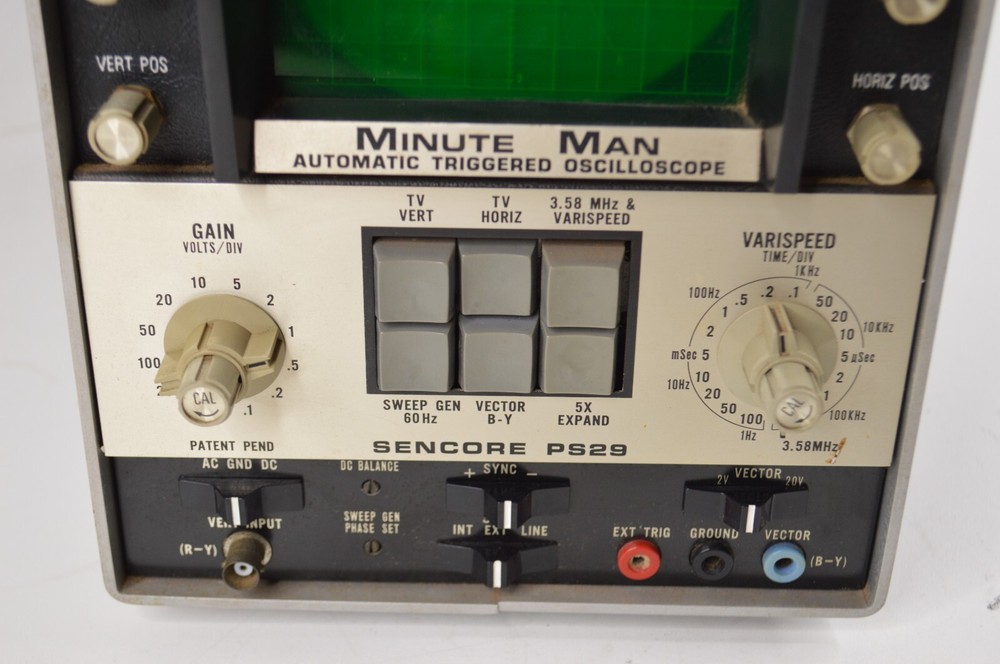 VERT POS
HORIZ POS
MINUTE MAN
AUTOMATIC TRIGGERED OSCILLOSCOPE
GAIN
VOLTS/DIV
10 5
20 2
50 1
100 .5
.2
.1
CAL
PATENT PEND
TV
VERT
TV
HORIZ
3.58 MHz &
VARISPEED
SWEEP GEN
60Hz
VECTOR
B-Y
5X
EXPAND
SENCORE PS29
VARISPEED
TIME/DIV
1KHz
100Hz .5 .2 .1 50
1 20
2 10 10KHz
mSec 5 5 µSec
10Hz 10 2
20 1
50 100KHz
100
1Hz
CAL
3.58MHz
AC GND DC
VERT INPUT
(R-Y)
DC BALANCE
SWEEP GEN
PHASE SET
+ SYNC -
INT EXT LINE
VECTOR
2V 20V
EXT TRIG
GROUND
VECTOR
(B-Y)